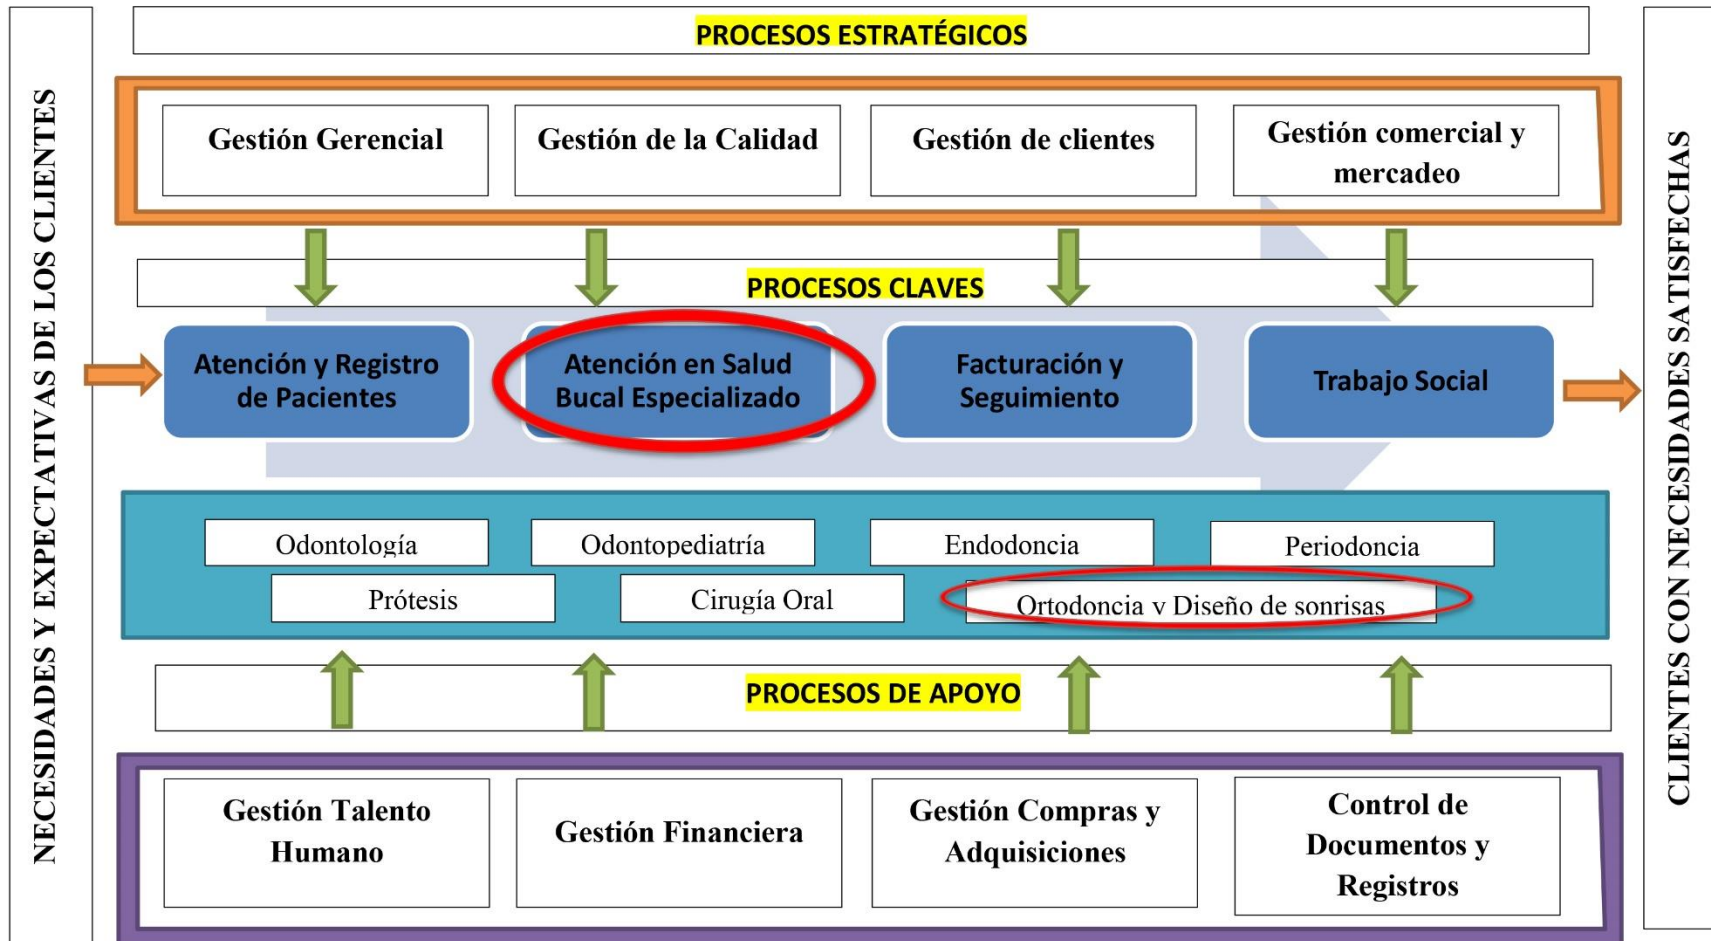 NECESIDADES Y EXPECTATIVAS DE LOS CLIENTES
PROCESOS ESTRATÉGICOS
Gestión Gerencial
Gestión de la Calidad
Gestión de clientes
Gestión comercial y
mercadeo
PROCESOS CLAVES
Atención y Registro
de Pacientes
Atención en Salud
Bucal Especializado
Facturación y
Seguimiento
Trabajo Social
Odontología
Odontopediatría
Endodoncia
Periodoncia
Prótesis
Cirugía Oral
Ortodoncia y Diseño de sonrisas
PROCESOS DE APOYO
Gestión Talento
Humano
Gestión Financiera
Gestión Compras y
Adquisiciones
Control de
Documentos y
Registros
CLIENTES CON NECESIDADES SATISFECHAS